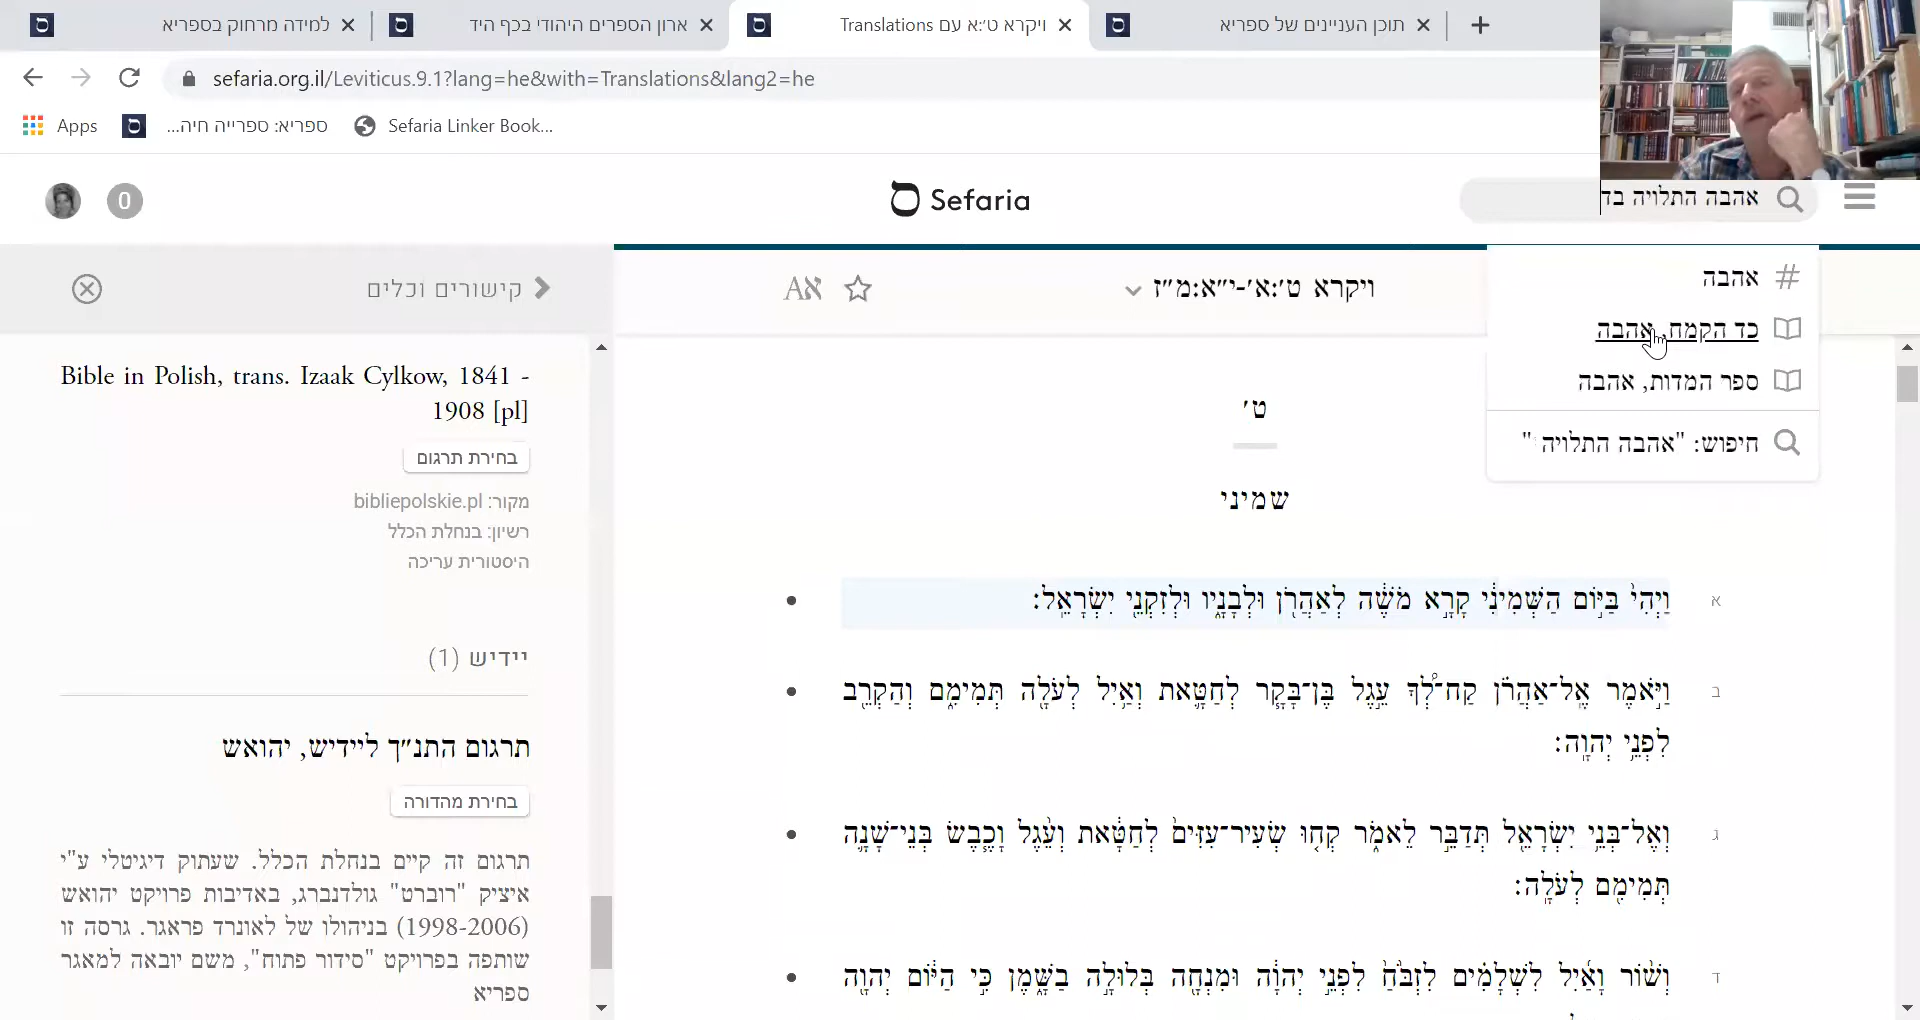 למידה מרחוק בספריא
ארון הספרים היהודי בכף היד
ויקרא ט׳:א עם Translations
תוכן העניינים של ספריא
sefaria.org.il/Leviticus.9.1?lang=he&with=Translations&lang2=he
Apps
ספריא: ספרייה חיה...
Sefaria Linker Book...
0
Sefaria
אהבה התלויה בד
קישורים וכלים
ויקרא ט׳:א׳-י״א:מ״ז
אהבה
כד הקמח, אהבה
ספר המדות, אהבה
חיפוש: "אהבה התלויה "
Bible in Polish, trans. Izaak Cylkow, 1841 -
1908 [pl]
בחירת תרגום
מקור: bibliepolskie.pl
רשיון: בנחלת הכלל
היסטורית עריכה
יידיש (1)
תרגום התנ״ך ליידיש, יהואש
בחירת מהדורה
תרגום זה קיים בנחלת הכלל. שעתוק דיגיטלי ע"י
איציק "רוברט" גולדנברג, באדיבות פרויקט יהואש
(1998-2006) בניהולו של לאונרד פראגר. גרסה זו
שותפה בפרויקט "סידור פתוח", משם יובאה למאגר
ספריא
ט׳
שמיני
א
וַיְהִי֙ בַּיּ֣וֹם הַשְּׁמִינִ֔י קָרָ֣א מֹשֶׁ֔ה לְאַהֲרֹ֖ן וּלְבָנָ֑יו וּלְזִקְנֵ֖י יִשְׂרָאֵֽל׃
ב
וַיֹּ֣אמֶר אֶֽל־אַהֲרֹ֗ן קַח־לְ֠ךָ עֵ֣גֶל בֶּן־בָּקָ֧ר לְחַטָּ֛את וְאַ֥יִל לְעֹלָ֖ה תְּמִימִ֑ם וְהַקְרֵ֖ב
לִפְנֵ֥י יְהוָֽה׃
ג
וְאֶל־בְּנֵ֥י יִשְׂרָאֵ֖ל תְּדַבֵּ֣ר לֵאמֹ֑ר קְח֤וּ שְׂעִיר־עִזִּים֙ לְחַטָּ֔את וְעֵ֨גֶל וָכֶ֧בֶשׂ בְּנֵי־שָׁנָ֛ה
תְּמִימִ֖ם לְעֹלָֽה׃
ד
וְשׁ֨וֹר וָאַ֜יִל לִשְׁלָמִ֗ים לִזְבֹּ֙חַ֙ לִפְנֵ֣י יְהוָ֔ה וּמִנְחָ֖ה בְּלוּלָ֣ה בַשָּׁ֑מֶן כִּ֣י הַיּ֔וֹם יְהוָ֖ה